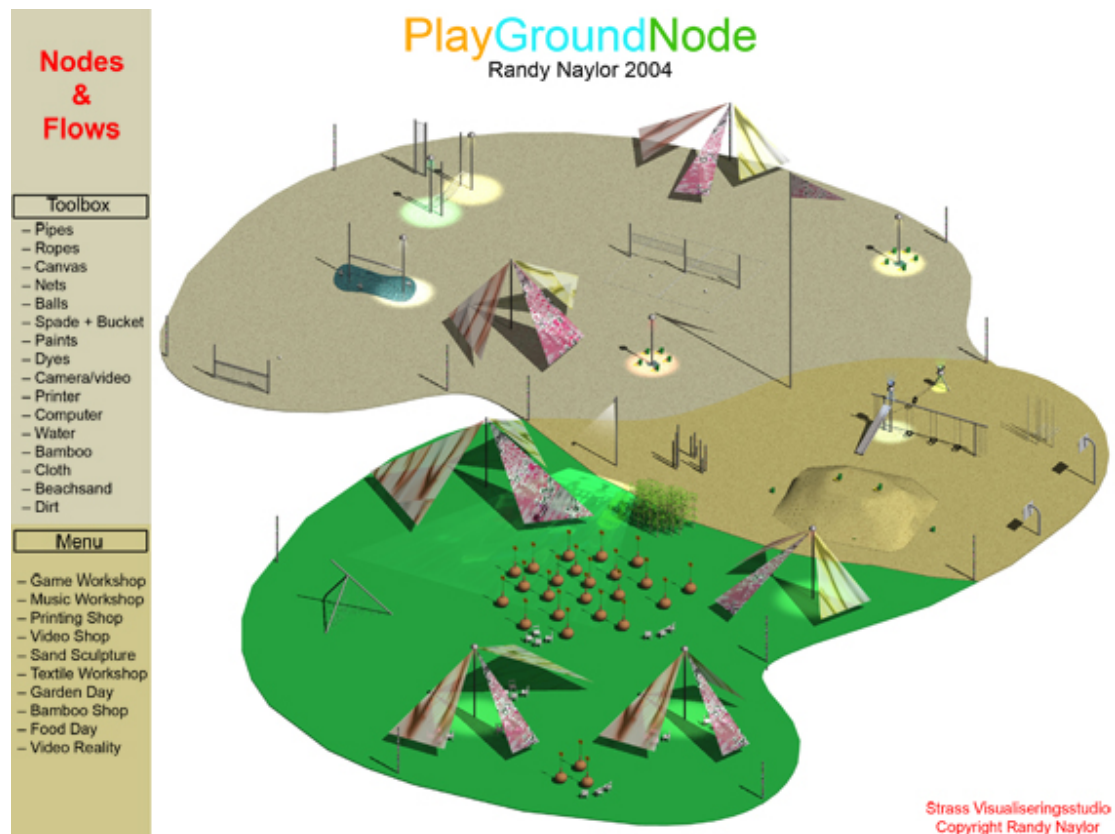 PlayGroundNode
Randy Naylor 2004
Nodes
&
Flows
Toolbox
– Pipes
– Ropes
– Canvas
– Nets
– Balls
– Spade + Bucket
– Paints
– Dyes
– Camera/video
– Printer
– Computer
– Water
– Bamboo
– Cloth
– Beachsand
– Dirt
Menu
– Game Workshop
– Music Workshop
– Printing Shop
– Video Shop
– Sand Sculpture
– Textile Workshop
– Garden Day
– Bamboo Shop
– Food Day
– Video Reality
Strass Visualiseringsstudio
Copyright Randy Naylor